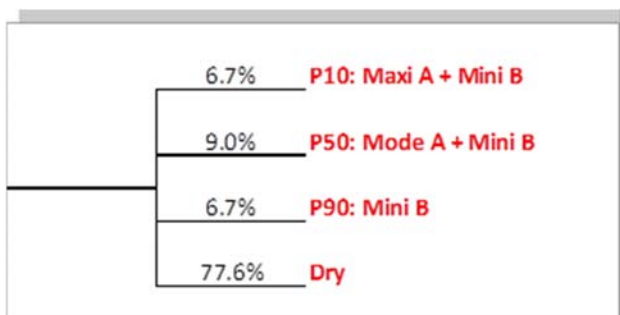 6.7% P10: Maxi A + Mini B
9.0% P50: Mode A + Mini B
6.7% P90: Mini B
77.6% Dry